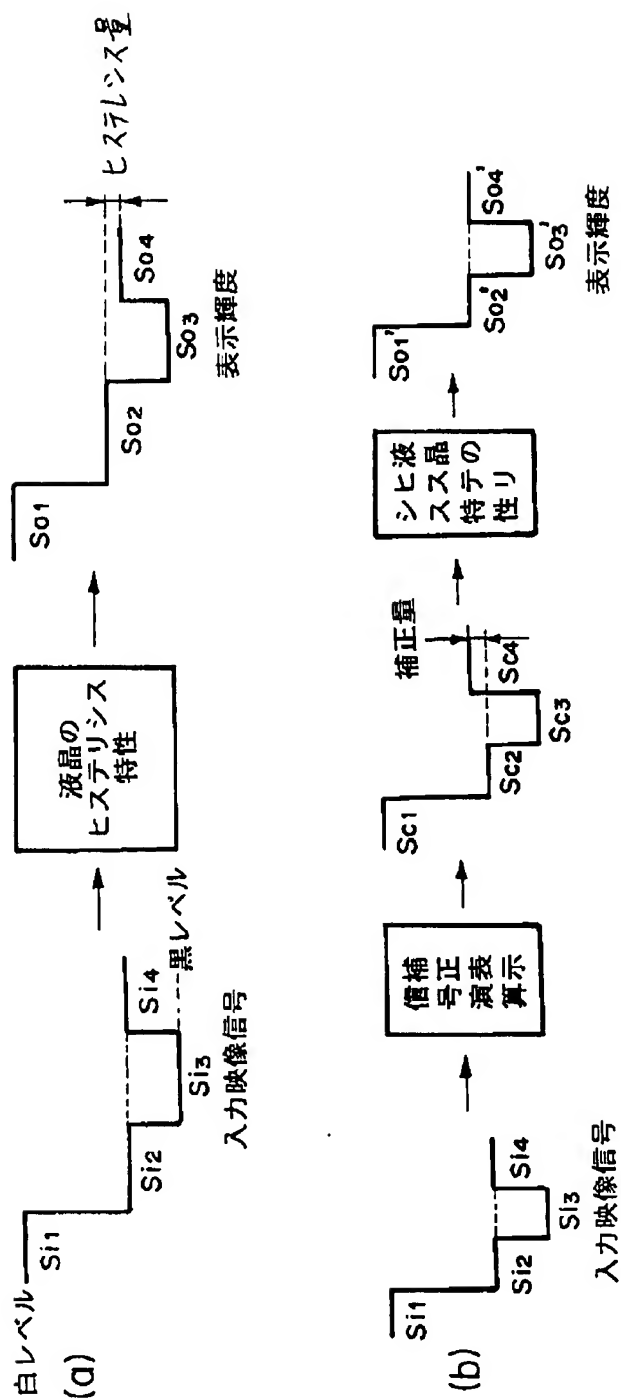 (a)
白レベル
Si1
Si2
Si3
Si4
黒レベル
入力映像信号
液晶の
ヒステリシス
特性
So1
So2
So3
So4
ヒステレシス量
表示輝度
(b)
Si1
Si2
Si3
Si4
入力映像信号
補正表示
信号演算
Sc1
Sc2
Sc3
Sc4
補正量
液晶の
ヒステリ
シス特性
So1'
So2'
So3'
So4'
表示輝度